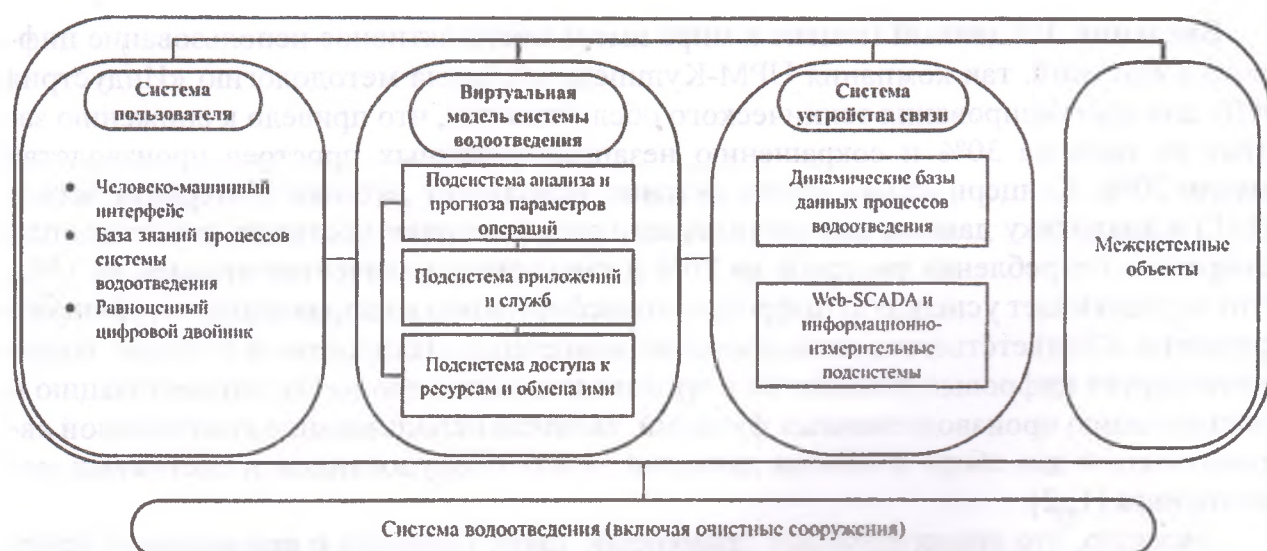 Система
пользователя
• Человеко-машинный
интерфейс
• База знаний процессов
системы
водоотведения
• Равноценный
цифровой двойник
Виртуальная
модель системы
водоотведения
Подсистема анализа и
прогноза параметров
операций
Подсистема приложений
и служб
Подсистема доступа к
ресурсам и обмена ими
Система
устройства связи
Динамические базы
данных процессов
водоотведения
Web-SCADA и
информационно-
измерительные
подсистемы
Межсистемные
объекты
Система водоотведения (включая очистные сооружения)